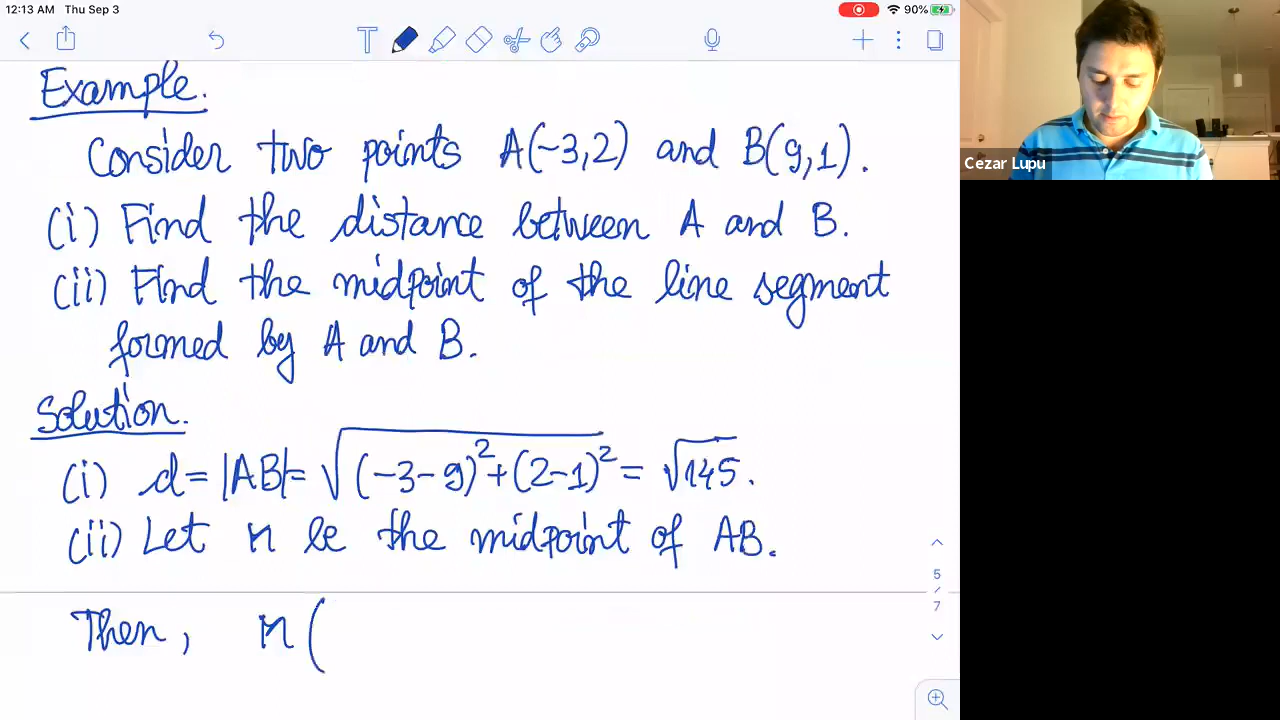 12:13 AM Thu Sep 3
90%
Example.
Consider two points A(-3,2) and B(9,1).
(i) Find the distance between A and B.
(ii) Find the midpoint of the line segment
formed by A and B.
Solution.
(i) d = |AB| = √((-3-9)² + (2-1)²) = √145.
(ii) Let M be the midpoint of AB.
Then, M (
Cezar Lupu
5
/
7